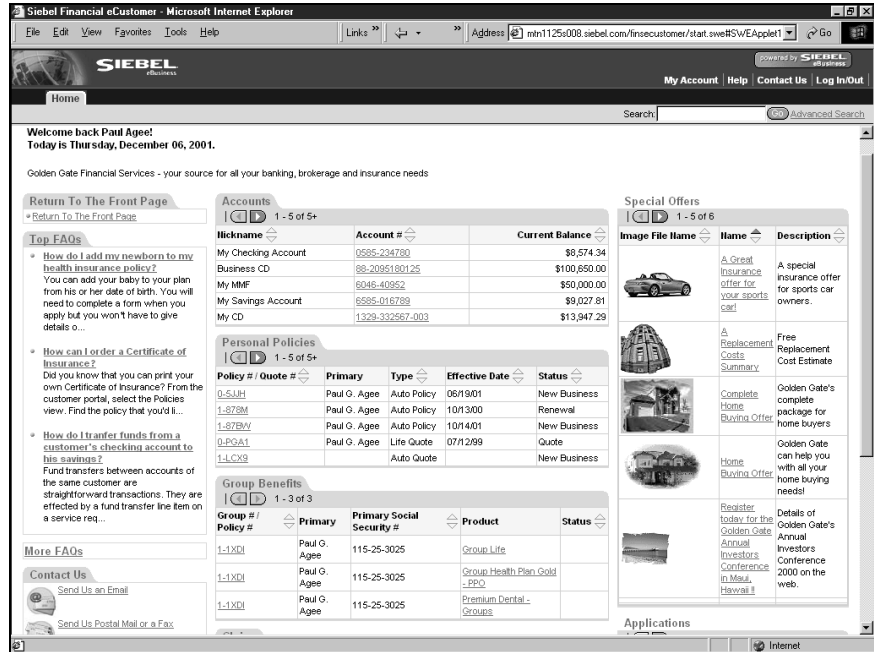 Siebel Financial eCustomer - Microsoft Internet Explorer
File Edit View Favorites Tools Help
Links »
»
Address mtn1125s008.siebel.com/finsecustomer/start.swe#SWEApplet1
Go
SIEBEL
eBusiness
powered by SIEBEL
eBusiness
My Account | Help | Contact Us | Log In/Out
Home
Search:
Go
Advanced Search
Welcome back Paul Agee!
Today is Thursday, December 06, 2001.
Golden Gate Financial Services - your source for all your banking, brokerage and insurance needs
Return To The Front Page
Return To The Front Page
Top FAQs
How do I add my newborn to my
health insurance policy?
You can add your baby to your plan
from his or her date of birth. You will
need to complete a form when you
apply but you won't have to give
details o...
How can I order a Certificate of
Insurance?
Did you know that you can print your
own Certificate of Insurance? From the
customer portal, select the Policies
view. Find the policy that you'd li...
How do I tranfer funds from a
customer's checking account to
his savings?
Fund transfers between accounts of
the same customer are
straightforward transactions. They are
effected by a fund transfer line item on
a service req...
More FAQs
Contact Us
Send Us an Email
Send Us Postal Mail or a Fax
Accounts
1 - 5 of 5+
Nickname Account # Current Balance
My Checking Account 0585-234780 $8,574.34
Business CD 88-2095180125 $100,650.00
My MMF 6046-40952 $50,000.00
My Savings Account 6585-016789 $9,027.81
My CD 1329-332567-003 $13,947.29
Personal Policies
1 - 5 of 5+
Policy # / Quote # Primary Type Effective Date Status
0-5JJH Paul G. Agee Auto Policy 06/19/01 New Business
1-878M Paul G. Agee Auto Policy 10/13/00 Renewal
1-878W Paul G. Agee Auto Policy 10/14/01 New Business
0-PGA1 Paul G. Agee Life Quote 07/12/99 Quote
1-LCX9 Auto Quote New Business
Group Benefits
1 - 3 of 3
Group # /
Policy # Primary Primary Social
Security # Product Status
1-1XDI Paul G.
Agee 115-25-3025 Group Life
1-1XDI Paul G.
Agee 115-25-3025 Group Health Plan Gold
- PPO
1-1XDI Paul G.
Agee 115-25-3025 Premium Dental -
Groups
Special Offers
1 - 5 of 6
Image File Name Name Description
A Great
Insurance
offer for
your sports
car!
A special
insurance offer
for sports car
owners.
A
Replacement
Costs
Summary
Free
Replacement
Cost Estimate
Complete
Home
Buying Offer
Golden Gate's
complete
package for
home buyers
Home
Buying Offer
Golden Gate
can help you
with all your
home buying
needs!
Register
today for the
Golden Gate
Annual
Investors
Conference
in Maui,
Hawaii !!
Details of
Golden Gate's
Annual
Investors
Conference
2000 on the
web.
Applications
Internet